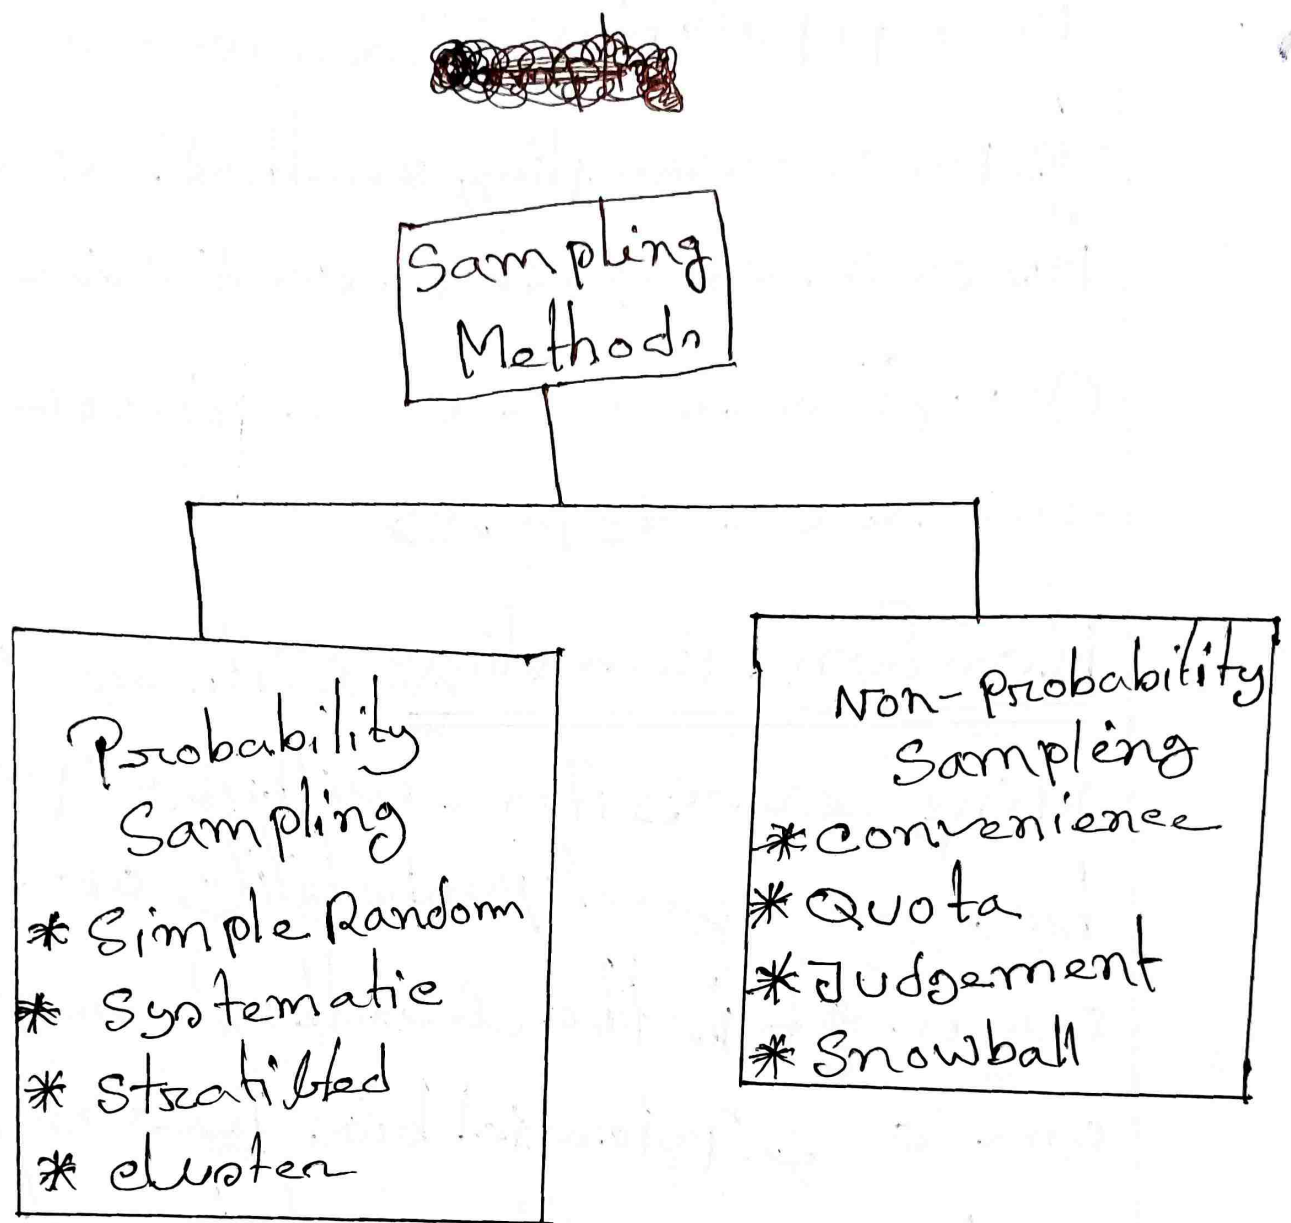 Sampling
Methods
Probability
Sampling
* Simple Random
* Systematic
* Stratified
* cluster
Non-probability
Sampling
* convenience
* Quota
* Judgement
* Snowball